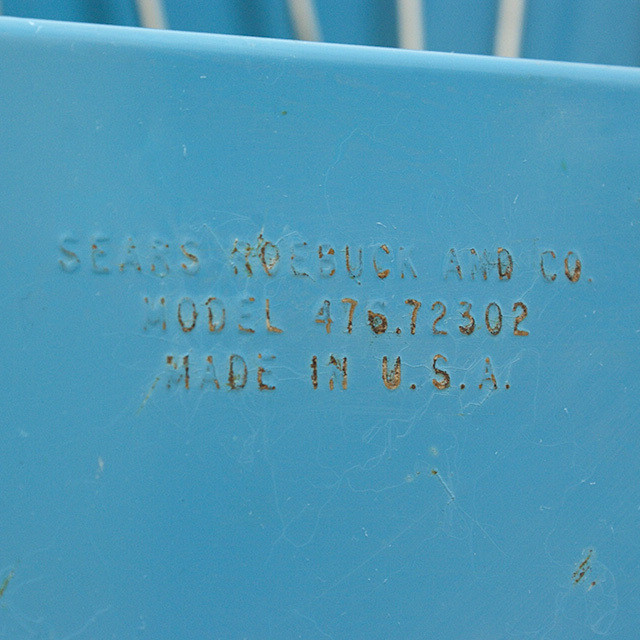 SEARS ROEBUCK AND CO.
MODEL 476.72302
MADE IN U.S.A.